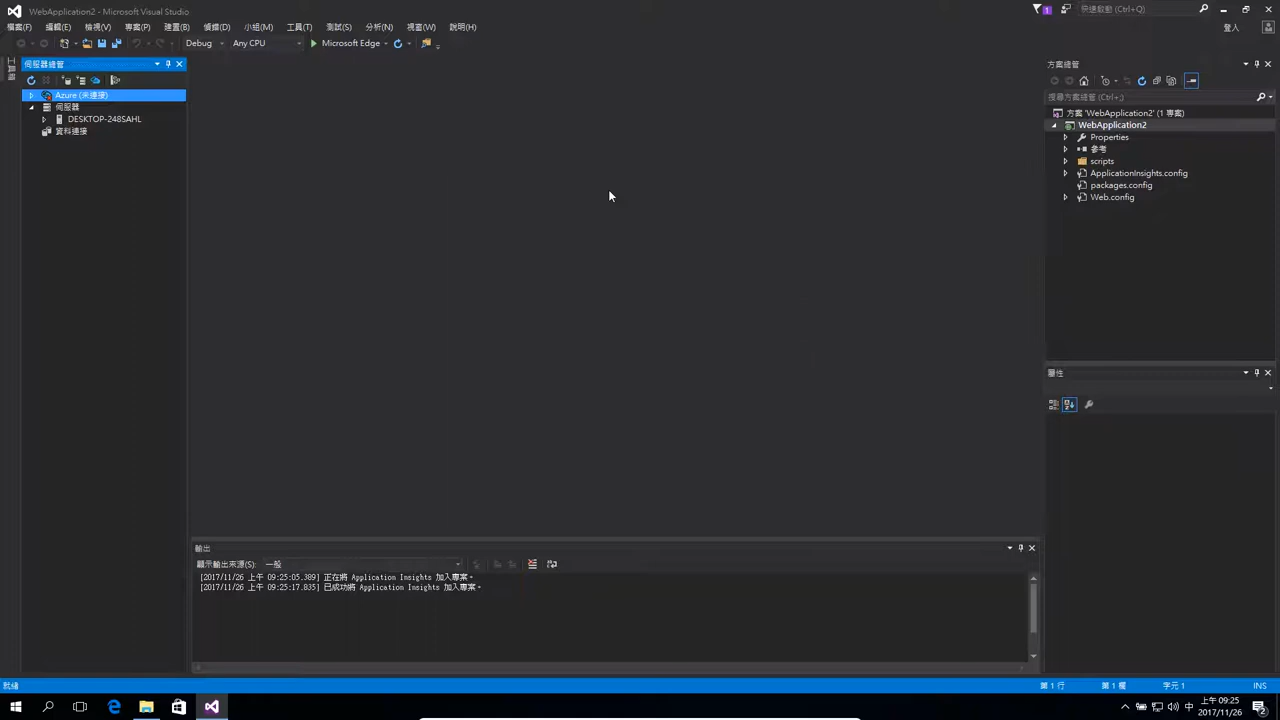 WebApplication2 - Microsoft Visual Studio
1
快速啟動 (Ctrl+Q)
檔案(F) 編輯(E) 檢視(V) 專案(P) 建置(B) 偵錯(D) 小組(M) 工具(T) 測試(S) 分析(N) 視窗(W) 說明(H)
登入
Debug Any CPU Microsoft Edge
伺服器總管
Azure (未連接)
伺服器
DESKTOP-248SAHL
資料連接
方案總管
搜尋方案總管 (Ctrl+;)
方案 'WebApplication2' (1 專案)
WebApplication2
Properties
參考
scripts
ApplicationInsights.config
packages.config
Web.config
屬性
輸出
顯示輸出來源(S): 一般
[2017/11/26 上午 09:25:05.389] 正在將 Application Insights 加入專案。
[2017/11/26 上午 09:25:17.835] 已成功將 Application Insights 加入專案。
就緒 第 1 行 第 1 欄 字元 1 INS
中
上午 09:25
2017/11/26
2